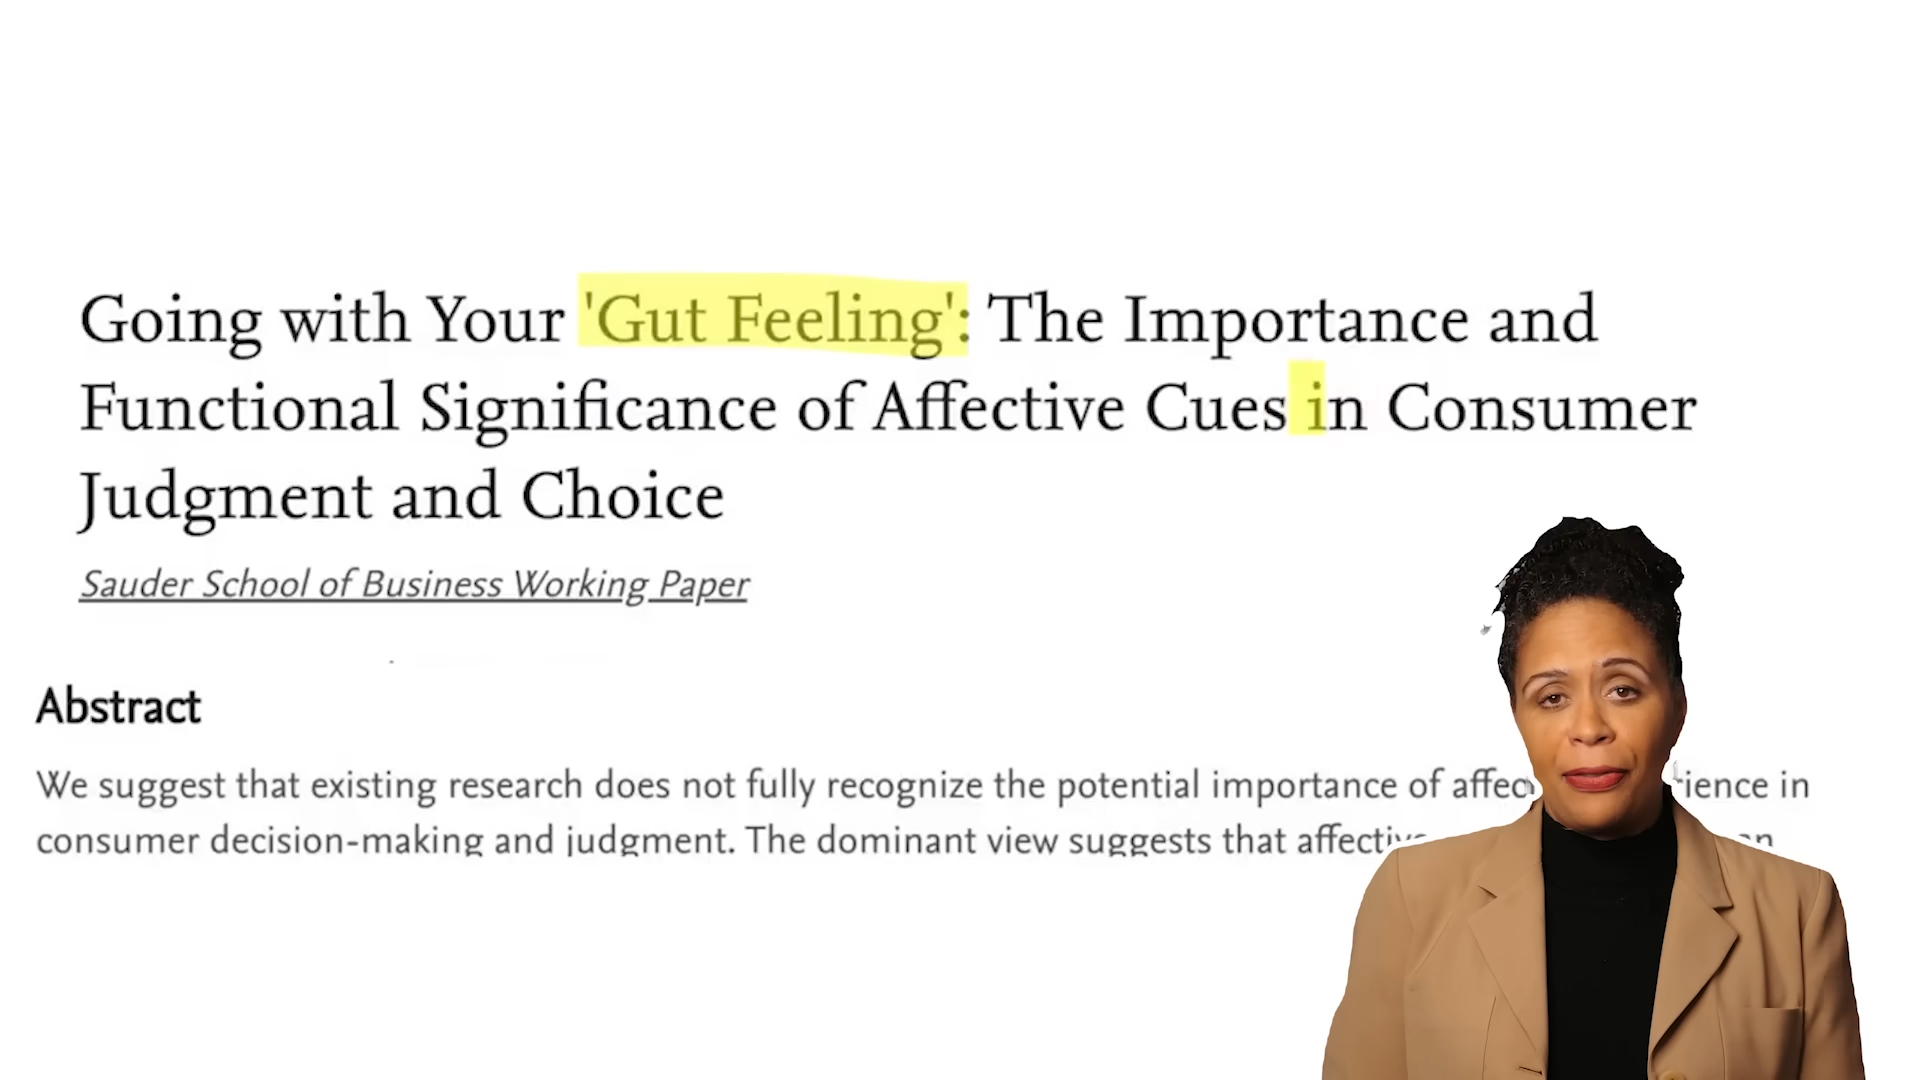 Going with Your 'Gut Feeling': The Importance and
Functional Significance of Affective Cues in Consumer
Judgment and Choice
Sauder School of Business Working Paper
Abstract
We suggest that existing research does not fully recognize the potential importance of in
consumer decision-making and judgment. The dominant view suggests that